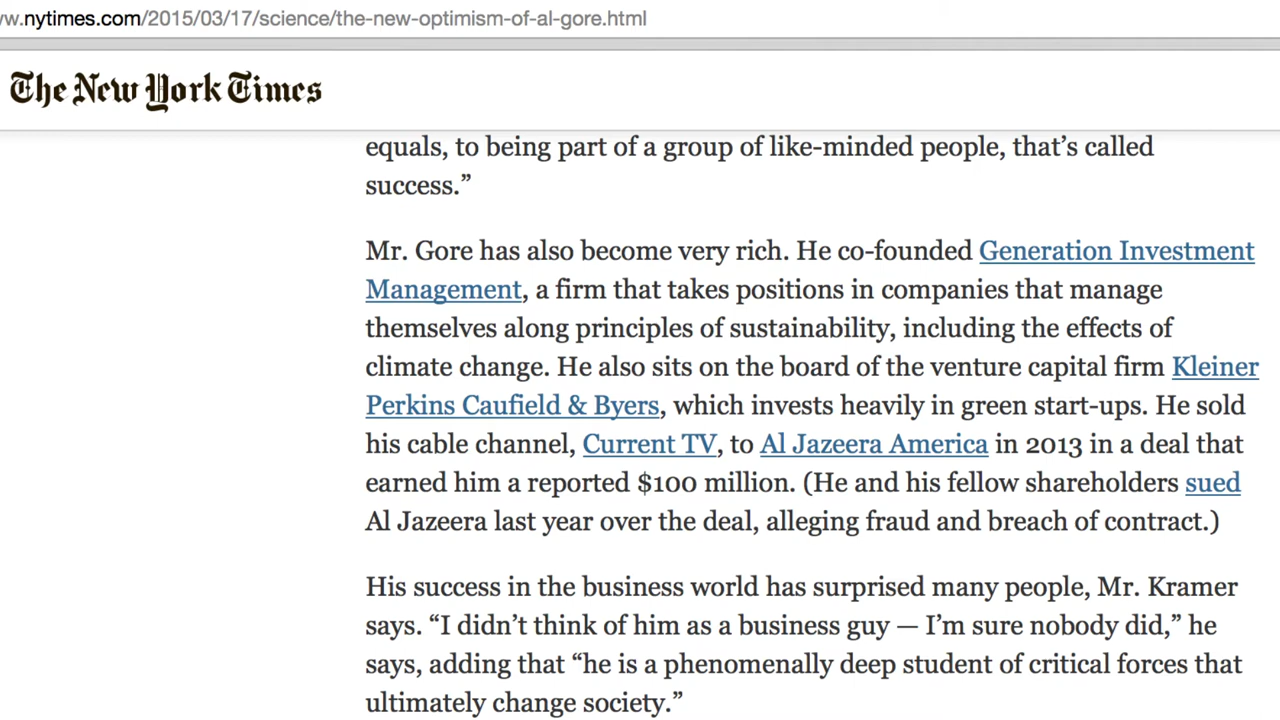 w.nytimes.com/2015/03/17/science/the-new-optimism-of-al-gore.html
The New York Times
equals, to being part of a group of like-minded people, that’s called
success.”
Mr. Gore has also become very rich. He co-founded Generation Investment
Management, a firm that takes positions in companies that manage
themselves along principles of sustainability, including the effects of
climate change. He also sits on the board of the venture capital firm Kleiner
Perkins Caufield & Byers, which invests heavily in green start-ups. He sold
his cable channel, Current TV, to Al Jazeera America in 2013 in a deal that
earned him a reported $100 million. (He and his fellow shareholders sued
Al Jazeera last year over the deal, alleging fraud and breach of contract.)
His success in the business world has surprised many people, Mr. Kramer
says. “I didn’t think of him as a business guy — I’m sure nobody did,” he
says, adding that “he is a phenomenally deep student of critical forces that
ultimately change society.”